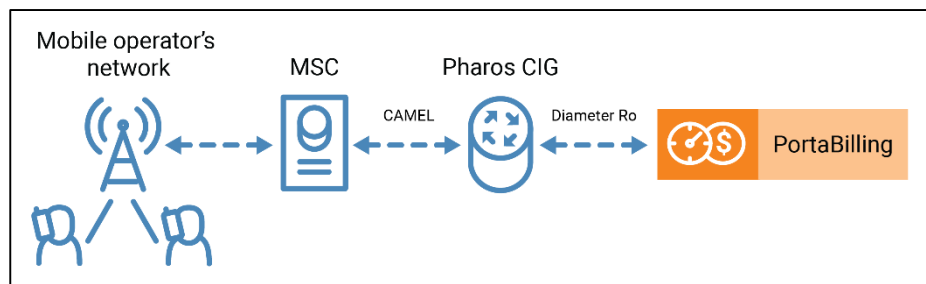 Mobile operator's
network
MSC
Pharos CIG
CAMEL
Diameter Ro
$
PortaBilling